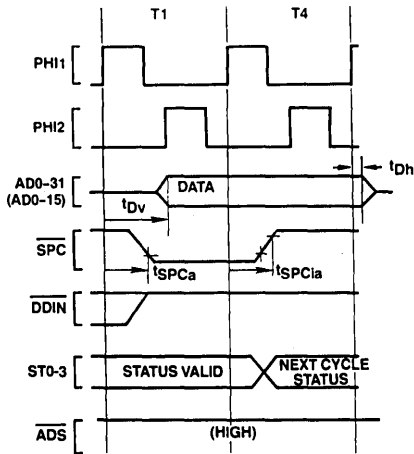 T1 T4
PHI1
PHI2
tDh
AD0-31
(AD0-15)
DATA
tDv
SPC
tSPCa
tSPCia
DDIN
ST0-3
STATUS VALID
NEXT CYCLE
STATUS
ADS
(HIGH)